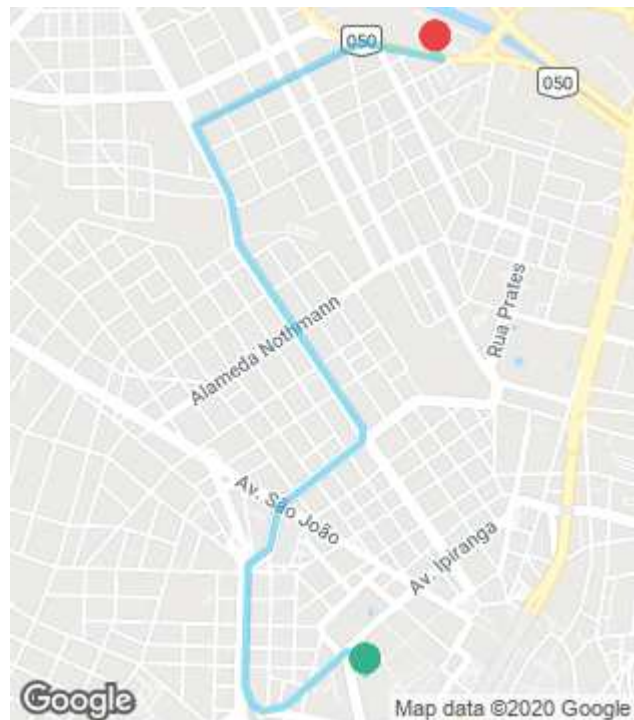 050
050
Rua Prates
Alameda Nothmann
Av. São João
Av. Ipiranga
Google
Map data ©2020 Google